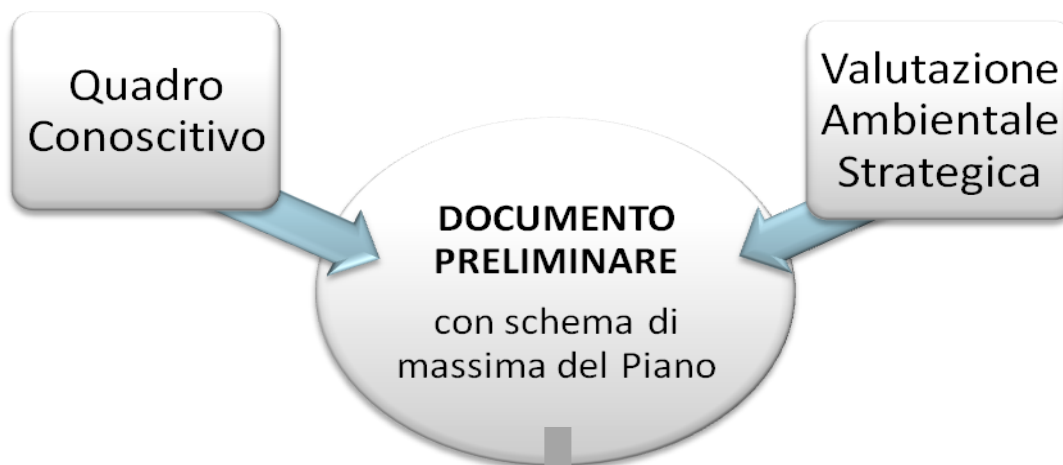 Quadro
Conoscitivo
Valutazione
Ambientale
Strategica
DOCUMENTO
PRELIMINARE
con schema di
massima del Piano